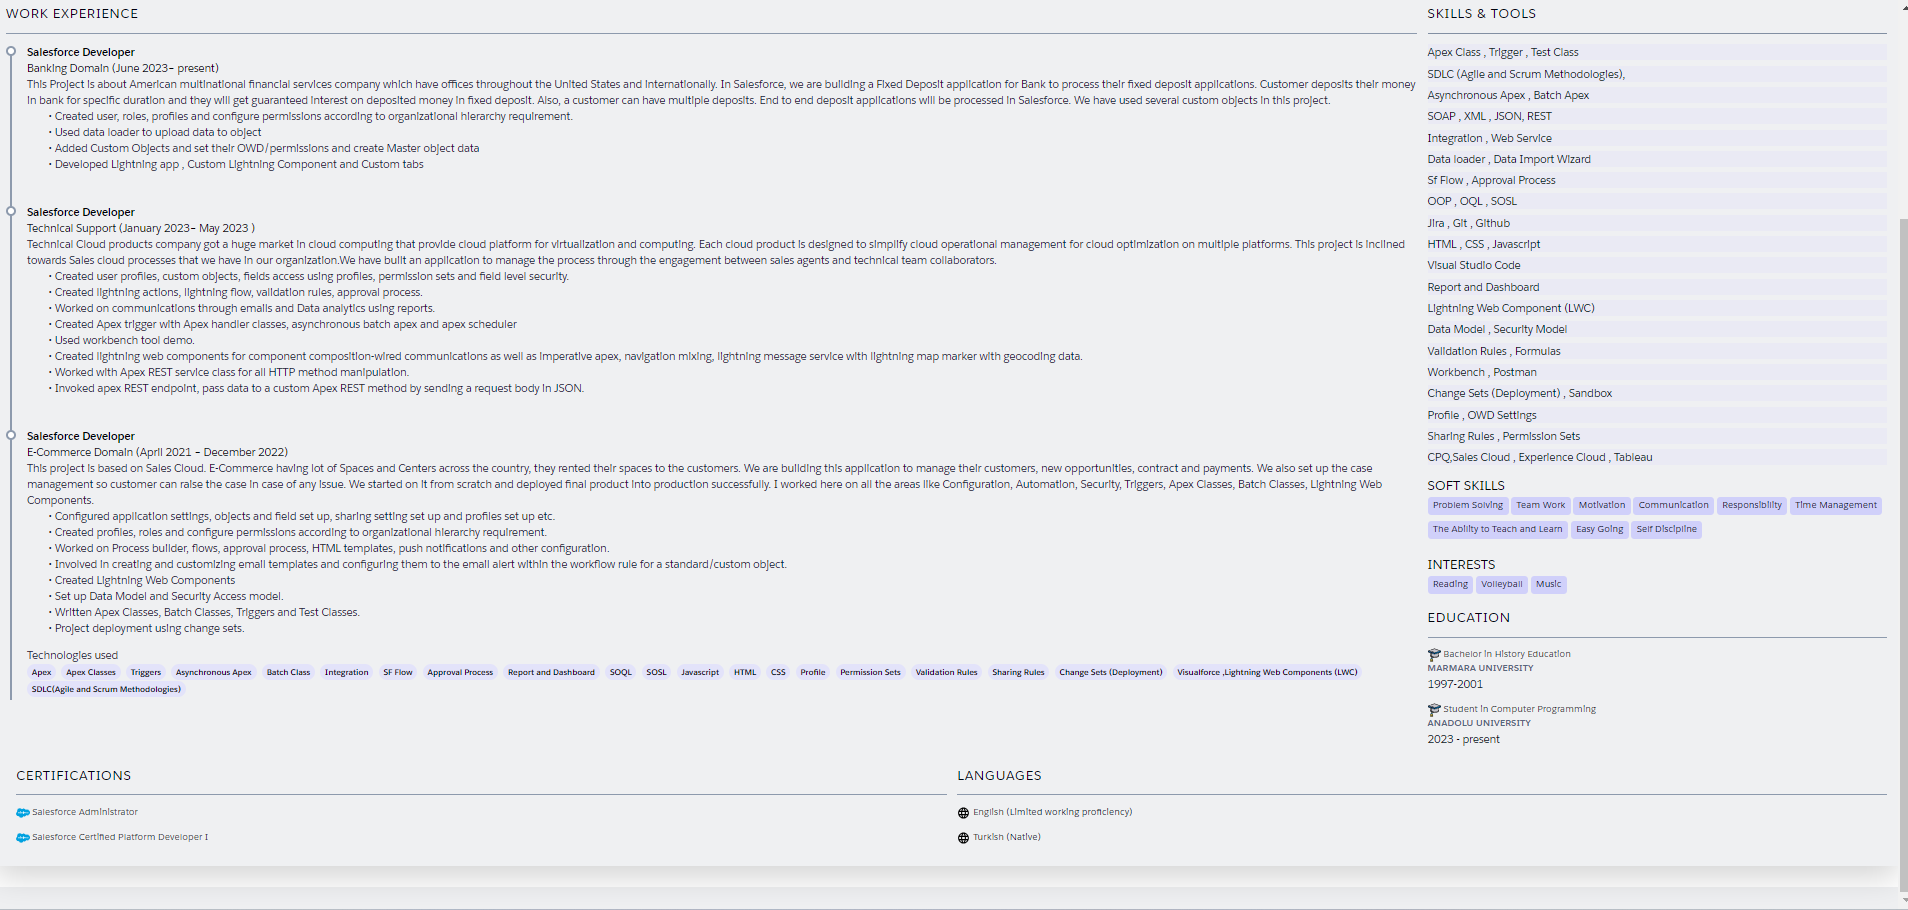 WORK EXPERIENCE
Salesforce Developer
Banking Domain (June 2023– present)
This Project is about American multinational financial services company which have offices throughout the United States and Internationally. In Salesforce, we are building a Fixed Deposit application for Bank to process their fixed deposit applications. Customer deposits their money
in bank for specific duration and they will get guaranteed interest on deposited money in fixed deposit. Also, a customer can have multiple deposits. End to end deposit applications will be processed in Salesforce. We have used several custom objects in this project.
• Created user, roles, profiles and configure permissions according to organizational hierarchy requirement.
• Used data loader to upload data to object
• Added Custom Objects and set their OWD/permissions and create Master object data
• Developed Lightning app , Custom Lightning Component and Custom tabs
Salesforce Developer
Technical Support (January 2023– May 2023 )
Technical Cloud products company got a huge market in cloud computing that provide cloud platform for virtualization and computing. Each cloud product is designed to simplify cloud operational management for cloud optimization on multiple platforms. This project is inclined
towards Sales cloud processes that we have in our organization.We have built an application to manage the process through the engagement between sales agents and technical team collaborators.
• Created user profiles, custom objects, fields access using profiles, permission sets and field level security.
• Created lightning actions, lightning flow, validation rules, approval process.
• Worked on communications through emails and Data analytics using reports.
• Created Apex trigger with Apex handler classes, asynchronous batch apex and apex scheduler
• Used workbench tool demo.
• Created lightning web components for component composition-wired communications as well as imperative apex, navigation mixing, lightning message service with lightning map marker with geocoding data.
• Worked with Apex REST service class for all HTTP method manipulation.
• Invoked apex REST endpoint, pass data to a custom Apex REST method by sending a request body in JSON.
Salesforce Developer
E-Commerce Domain (April 2021 – December 2022)
This project is based on Sales Cloud. E-Commerce having lot of Spaces and Centers across the country, they rented their spaces to the customers. We are building this application to manage their customers, new opportunities, contract and payments. We also set up the case
management so customer can raise the case in case of any issue. We started on it from scratch and deployed final product into production successfully. I worked here on all the areas like Configuration, Automation, Security, Triggers, Apex Classes, Batch Classes, Lightning Web
Components.
• Configured application settings, objects and field set up, sharing setting set up and profiles set up etc.
• Created profiles, roles and configure permissions according to organizational hierarchy requirement.
• Worked on Process builder, flows, approval process, HTML templates, push notifications and other configuration.
• Involved in creating and customizing email templates and configuring them to the email alert within the workflow rule for a standard/custom object.
• Created Lightning Web Components
• Set up Data Model and Security Access model.
• Written Apex Classes, Batch Classes, Triggers and Test Classes.
• Project deployment using change sets.
Technologies used
Apex Apex Classes Triggers Asynchronous Apex Batch Class Integration SF Flow Approval Process Report and Dashboard SOQL SOSL Javascript HTML CSS Profile Permission Sets Validation Rules Sharing Rules Change Sets (Deployment) Visualforce ,Lightning Web Components (LWC)
SDLC(Agile and Scrum Methodologies)
SKILLS & TOOLS
Apex Class , Trigger , Test Class
SDLC (Agile and Scrum Methodologies),
Asynchronous Apex , Batch Apex
SOAP , XML , JSON, REST
Integration , Web Service
Data loader , Data Import Wizard
Sf Flow , Approval Process
OOP , OQL , SOSL
Jira , Git , Github
HTML , CSS , Javascript
Visual Studio Code
Report and Dashboard
Lightning Web Component (LWC)
Data Model , Security Model
Validation Rules , Formulas
Workbench , Postman
Change Sets (Deployment) , Sandbox
Profile , OWD Settings
Sharing Rules , Permission Sets
CPQ,Sales Cloud , Experience Cloud , Tableau
SOFT SKILLS
Problem Solving Team Work Motivation Communication Responsibility Time Management
The Ability to Teach and Learn Easy Going Self Discipline
INTERESTS
Reading Volleyball Music
EDUCATION
Bachelor in History Education
MARMARA UNIVERSITY
1997-2001
Student in Computer Programming
ANADOLU UNIVERSITY
2023 - present
CERTIFICATIONS
Salesforce Administrator
Salesforce Certified Platform Developer I
LANGUAGES
English (Limited working proficiency)
Turkish (Native)